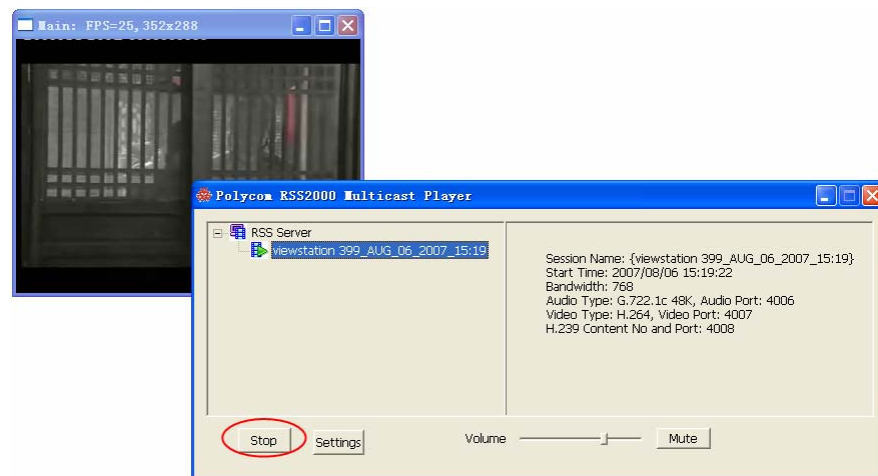 Main: FPS=25, 352x288
Polycom RSS2000 Multicast Player
RSS Server
viewstation 399_AUG_06_2007_15:19
Session Name: {viewstation 399_AUG_06_2007_15:19}
Start Time: 2007/08/06 15:19:22
Bandwidth: 768
Audio Type: G.722.1c 48K, Audio Port: 4006
Video Type: H.264, Video Port: 4007
H.239 Content No and Port: 4008
Stop
Settings
Volume
Mute